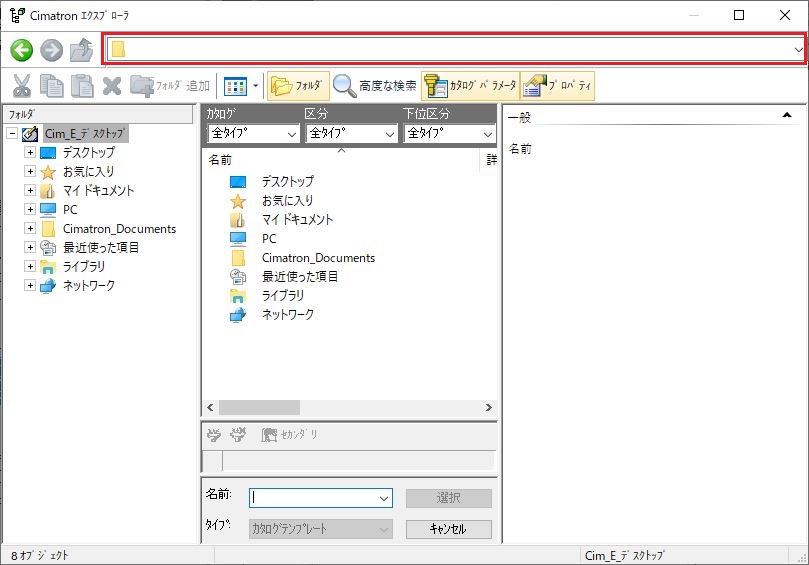 Cimatron ｴｸｽﾌﾟﾛｰﾗ
ﾌｫﾙﾀﾞ 追加
ﾌｫﾙﾀﾞ
高度な検索
ｶﾀﾛｸﾞ ﾊﾟﾗﾒｰﾀ
ﾌﾟﾛﾊﾟﾃｨ
ﾌｫﾙﾀﾞ
Cim_E_ﾃﾞｽｸﾄｯﾌﾟ
デスクトップ
お気に入り
マイ ドキュメント
PC
Cimatron_Documents
最近使った項目
ライブラリ
ネットワーク
ｶﾀﾛｸﾞ 区分 下位区分
全ﾀｲﾌﾟ 全ﾀｲﾌﾟ 全ﾀｲﾌﾟ
名前 詳
デスクトップ
お気に入り
マイ ドキュメント
PC
Cimatron_Documents
最近使った項目
ライブラリ
ネットワーク
ｾｶﾝﾀﾞﾘ
名前:
選択
ﾀｲﾌﾟ:
ｶﾀﾛｸﾞﾃﾝﾌﾟﾚｰﾄ
ｷｬﾝｾﾙ
一般
名前
8 ｵﾌﾞｼﾞｪｸﾄ
Cim_E_ﾃﾞｽｸﾄｯﾌﾟ